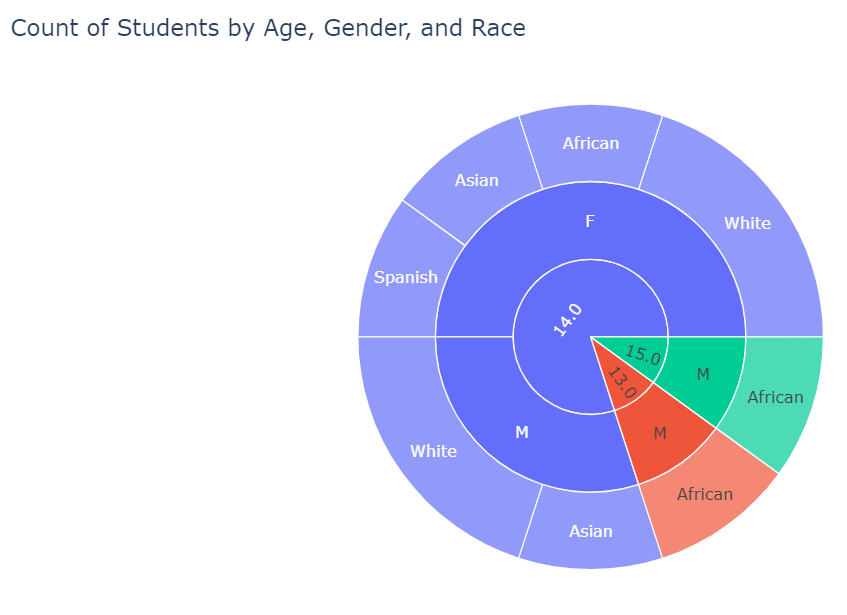 Count of Students by Age, Gender, and Race
African
Asian
White
F
Spanish
14.0
15.0
M
13.0
African
M
M
White
African
Asian